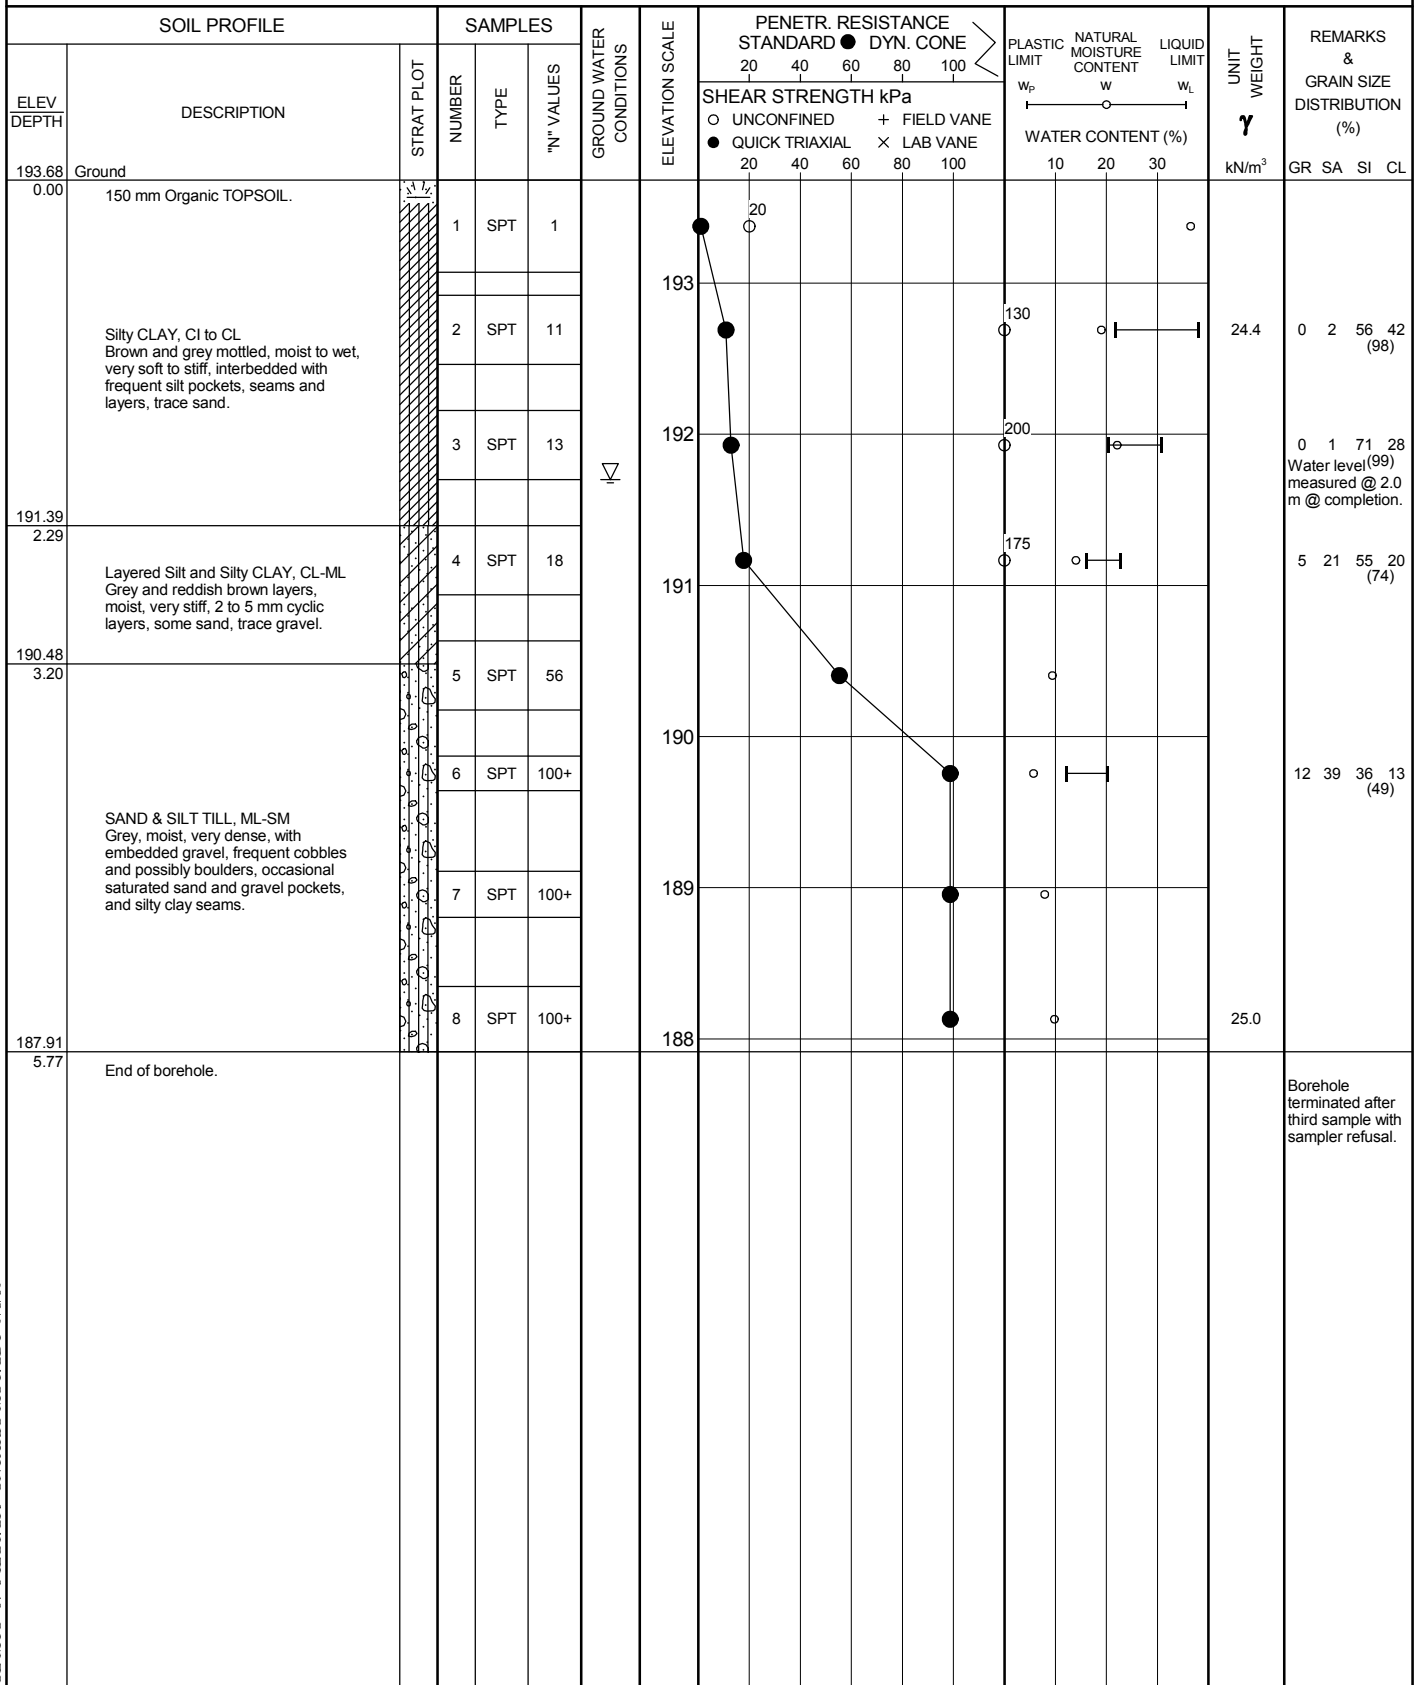 SOIL PROFILE
SAMPLES
GROUND WATER
CONDITIONS
ELEVATION SCALE
PENETR. RESISTANCE
STANDARD ● DYN. CONE
20 40 60 80 100
PLASTIC
LIMIT
NATURAL
MOISTURE
CONTENT
LIQUID
LIMIT
UNIT
WEIGHT
REMARKS
&
GRAIN SIZE
DISTRIBUTION
(%)
ELEV
DEPTH
DESCRIPTION
STRAT PLOT
NUMBER
TYPE
"N" VALUES
SHEAR STRENGTH kPa
○ UNCONFINED + FIELD VANE
● QUICK TRIAXIAL × LAB VANE
20 40 60 80 100
wP w wL
WATER CONTENT (%)
10 20 30
γ
kN/m³
GR SA SI CL
193.68 Ground
0.00
150 mm Organic TOPSOIL.
1 SPT 1
20
193
Silty CLAY, CI to CL
Brown and grey mottled, moist to wet,
very soft to stiff, interbedded with
frequent silt pockets, seams and
layers, trace sand.
2 SPT 11
130
24.4
0 2 56 42
(98)
3 SPT 13
192
200
0 1 71 28
(99)
Water level
measured @ 2.0
m @ completion.
191.39
2.29
Layered Silt and Silty CLAY, CL-ML
Grey and reddish brown layers,
moist, very stiff, 2 to 5 mm cyclic
layers, some sand, trace gravel.
4 SPT 18
175
191
5 21 55 20
(74)
190.48
3.20
5 SPT 56
190
6 SPT 100+
12 39 36 13
(49)
SAND & SILT TILL, ML-SM
Grey, moist, very dense, with
embedded gravel, frequent cobbles
and possibly boulders, occasional
saturated sand and gravel pockets,
and silty clay seams.
7 SPT 100+
189
8 SPT 100+
188
25.0
187.91
5.77
End of borehole.
Borehole
terminated after
third sample with
sampler refusal.